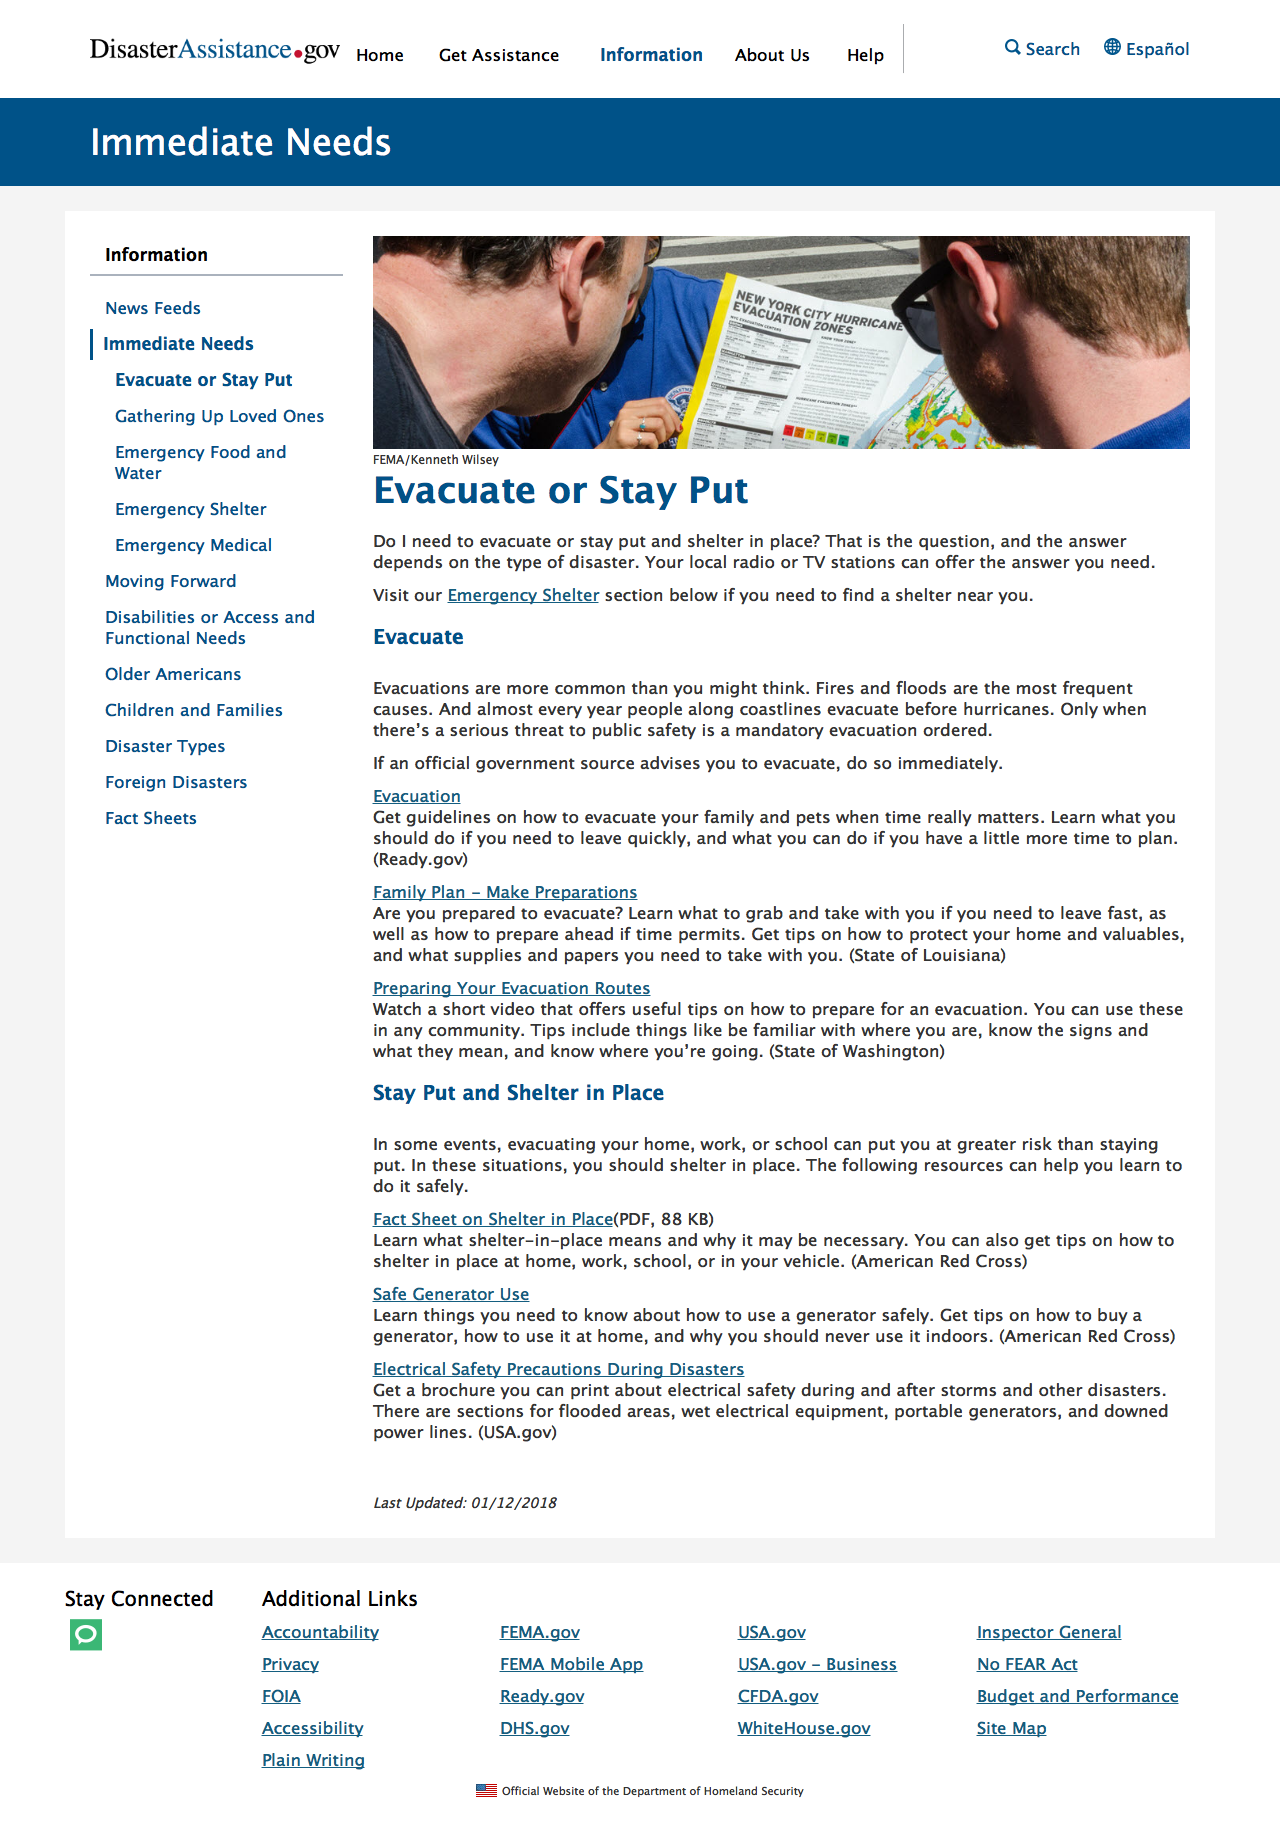 DisasterAssistance.gov
Home
Get Assistance
Information
About Us
Help
Search
Español
Immediate Needs
Information
News Feeds
Immediate Needs
Evacuate or Stay Put
Gathering Up Loved Ones
Emergency Food and
Water
Emergency Shelter
Emergency Medical
Moving Forward
Disabilities or Access and
Functional Needs
Older Americans
Children and Families
Disaster Types
Foreign Disasters
Fact Sheets
NEW YORK CITY HURRICANE
EVACUATION ZONES
FEMA/Kenneth Wilsey
Evacuate or Stay Put
Do I need to evacuate or stay put and shelter in place? That is the question, and the answer
depends on the type of disaster. Your local radio or TV stations can offer the answer you need.
Visit our Emergency Shelter section below if you need to find a shelter near you.
Evacuate
Evacuations are more common than you might think. Fires and floods are the most frequent
causes. And almost every year people along coastlines evacuate before hurricanes. Only when
there's a serious threat to public safety is a mandatory evacuation ordered.
If an official government source advises you to evacuate, do so immediately.
Evacuation
Get guidelines on how to evacuate your family and pets when time really matters. Learn what you
should do if you need to leave quickly, and what you can do if you have a little more time to plan.
(Ready.gov)
Family Plan – Make Preparations
Are you prepared to evacuate? Learn what to grab and take with you if you need to leave fast, as
well as how to prepare ahead if time permits. Get tips on how to protect your home and valuables,
and what supplies and papers you need to take with you. (State of Louisiana)
Preparing Your Evacuation Routes
Watch a short video that offers useful tips on how to prepare for an evacuation. You can use these
in any community. Tips include things like be familiar with where you are, know the signs and
what they mean, and know where you're going. (State of Washington)
Stay Put and Shelter in Place
In some events, evacuating your home, work, or school can put you at greater risk than staying
put. In these situations, you should shelter in place. The following resources can help you learn to
do it safely.
Fact Sheet on Shelter in Place(PDF, 88 KB)
Learn what shelter-in-place means and why it may be necessary. You can also get tips on how to
shelter in place at home, work, school, or in your vehicle. (American Red Cross)
Safe Generator Use
Learn things you need to know about how to use a generator safely. Get tips on how to buy a
generator, how to use it at home, and why you should never use it indoors. (American Red Cross)
Electrical Safety Precautions During Disasters
Get a brochure you can print about electrical safety during and after storms and other disasters.
There are sections for flooded areas, wet electrical equipment, portable generators, and downed
power lines. (USA.gov)
Last Updated: 01/12/2018
Stay Connected
Additional Links
Accountability
Privacy
FOIA
Accessibility
Plain Writing
FEMA.gov
FEMA Mobile App
Ready.gov
DHS.gov
USA.gov
USA.gov – Business
CFDA.gov
WhiteHouse.gov
Inspector General
No FEAR Act
Budget and Performance
Site Map
Official Website of the Department of Homeland Security